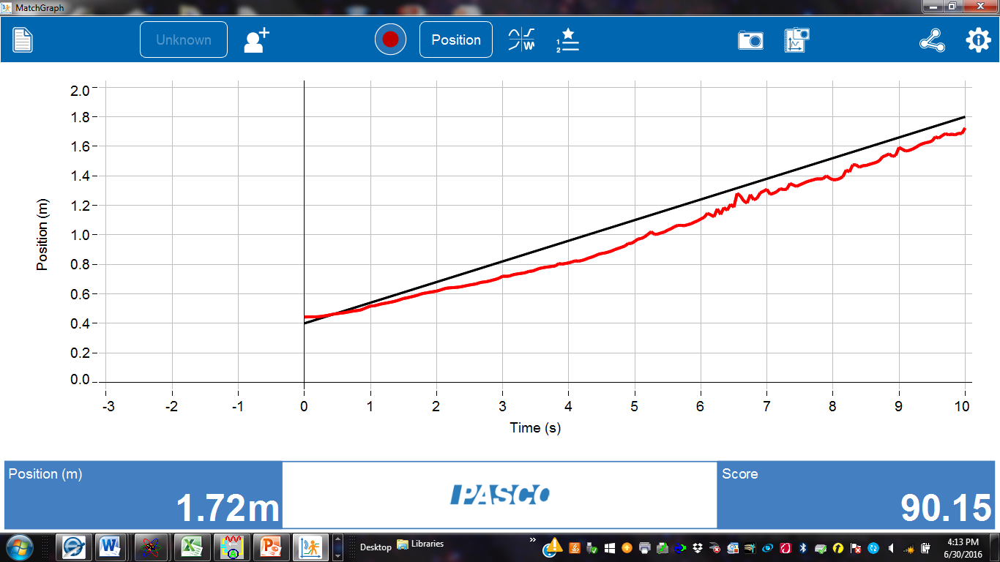 MatchGraph
Unknown
Position
2.0
1.8
1.6
1.4
1.2
1.0
0.8
0.6
0.4
0.2
0.0
Position (m)
-3 -2 -1 0 1 2 3 4 5 6 7 8 9 10
Time (s)
Position (m)
1.72m
PASCO
Score
90.15
Desktop
Libraries
4:13 PM
6/30/2016